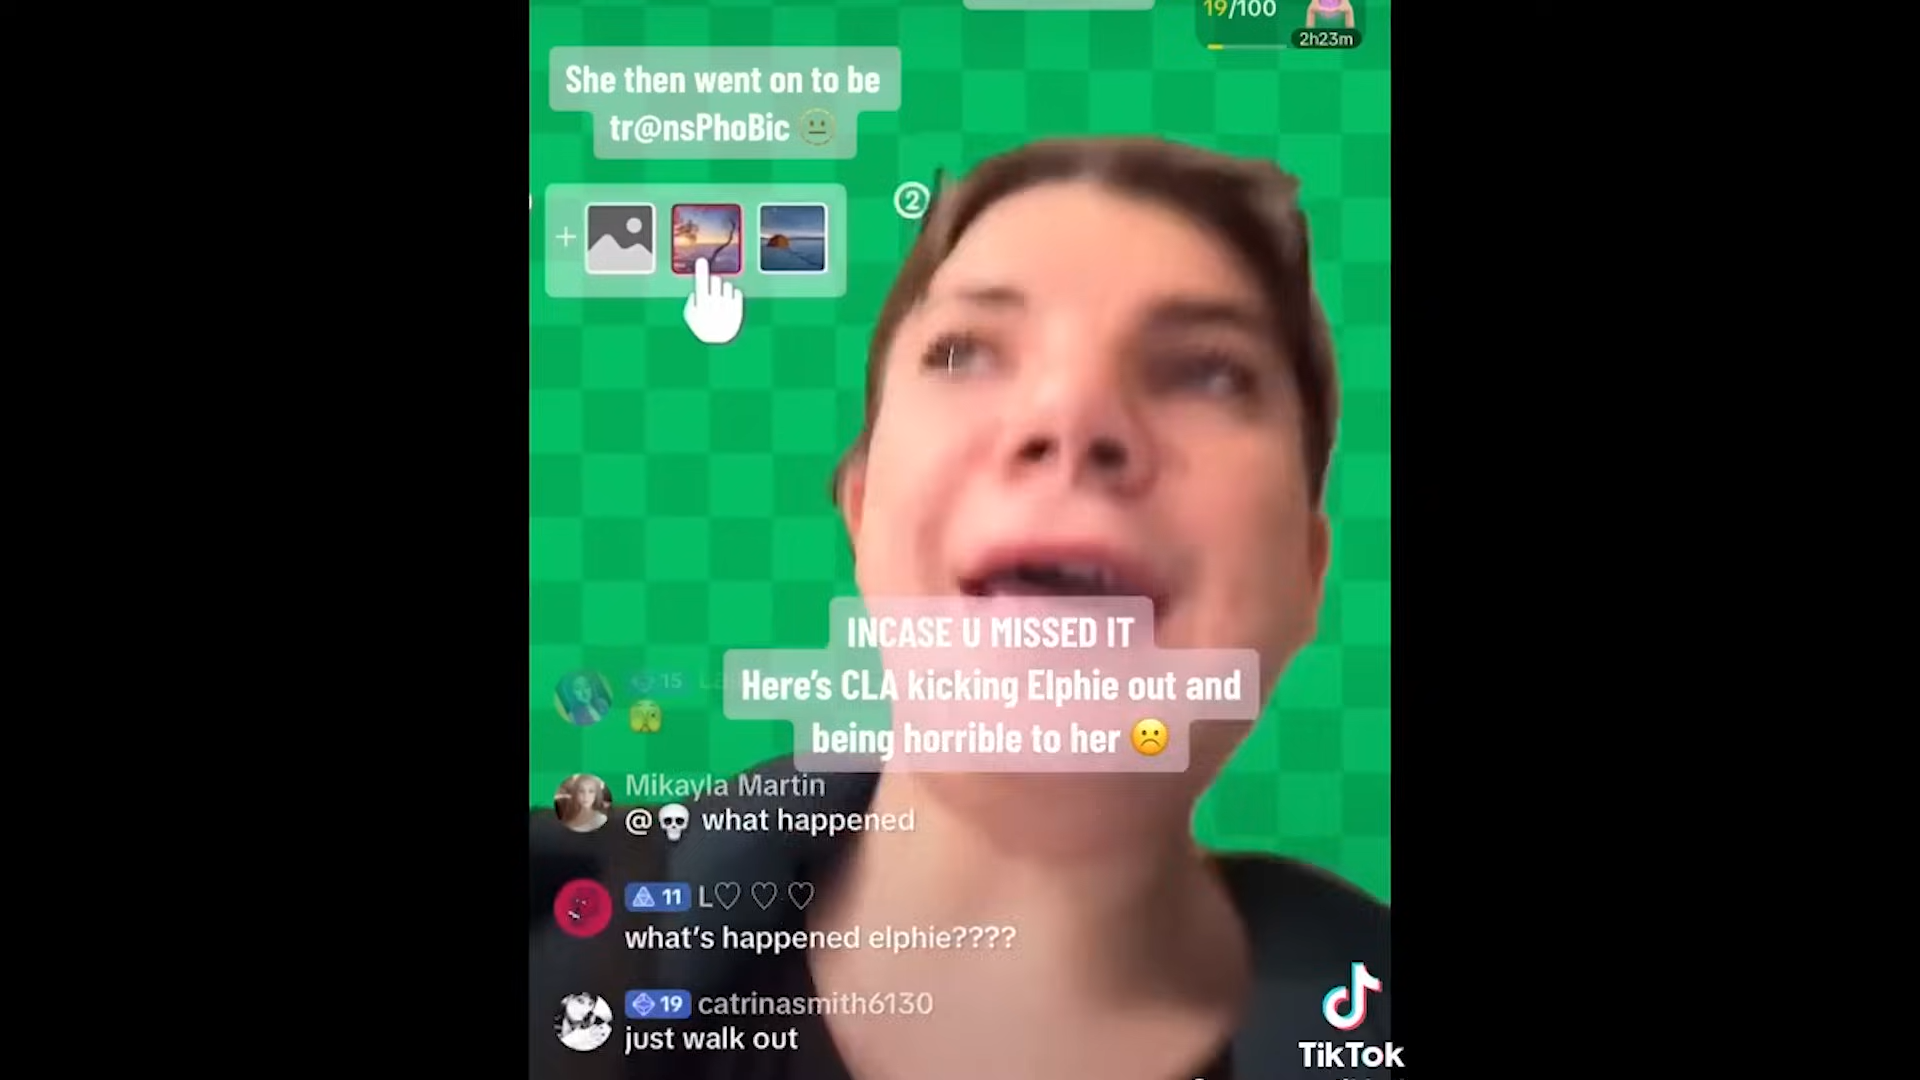 19/100
2h23m
She then went on to be
tr@nsPhoBic 😐
2
INCASE U MISSED IT
Here's CLA kicking Elphie out and
being horrible to her ☹️
15
🫣
Mikayla Martin
@💀 what happened
11 L♡ ♡ ♡
what's happened elphie????
19 catrinasmith6130
just walk out
TikTok